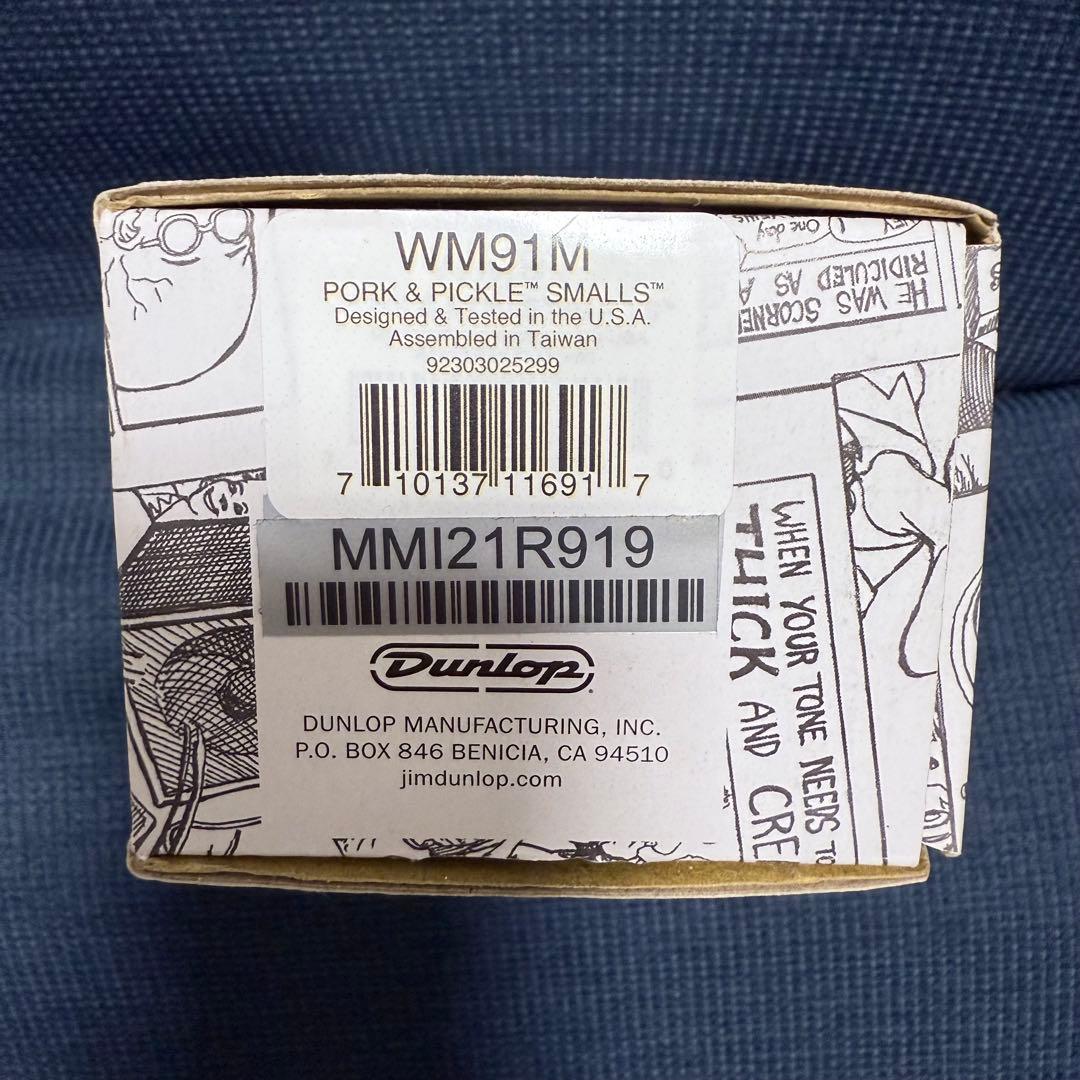 WM91M
PORK & PICKLE™ SMALLS™
Designed & Tested in the U.S.A.
Assembled in Taiwan
92303025299
7 10137 11691 7
MMI21R919
Dunlop
DUNLOP MANUFACTURING, INC.
P.O. BOX 846 BENICIA, CA 94510
jimdunlop.com
One day
HE WAS SCORNE
RIDICULED AS A
WHEN YOUR TONE NEEDS TO
THICK AND CRE